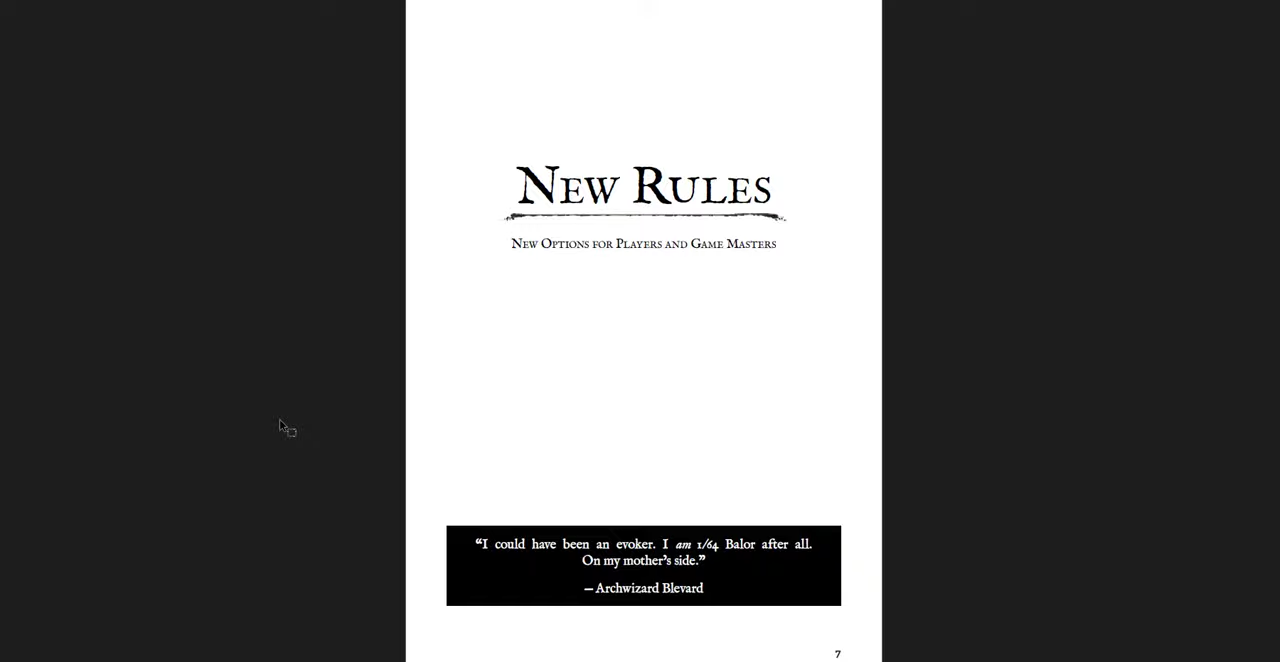 New Rules
New Options for Players and Game Masters
“I could have been an evoker. I am 1/64 Balor after all.
On my mother’s side.”
— Archwizard Blevard
7